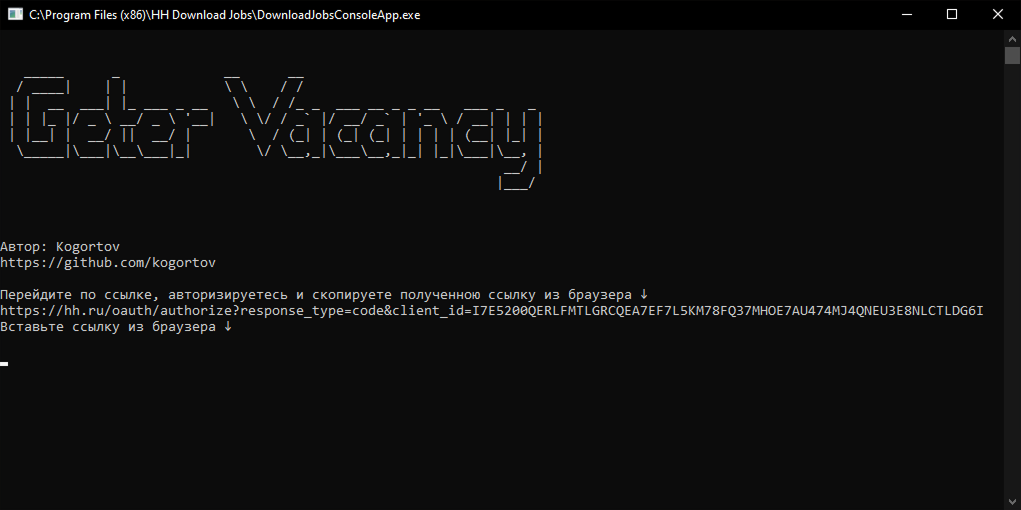 C:\Program Files (x86)\HH Download Jobs\DownloadJobsConsoleApp.exe
Geter Vacancy
Автор: Kogortov
https://github.com/kogortov
Перейдите по ссылке, авторизируетесь и скопируете полученною ссылку из браузера ↓
https://hh.ru/oauth/authorize?response_type=code&client_id=I7E5200QERLFMTLGRCQEA7EF7L5KM78FQ37MHOE7AU474MJ4QNEU3E8NLCTLDG6I
Вставьте ссылку из браузера ↓